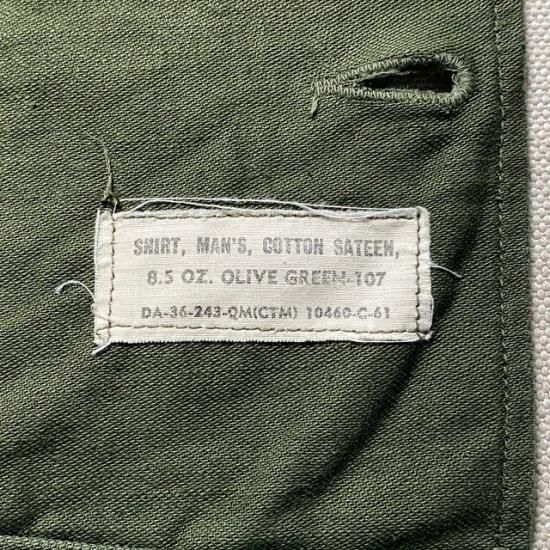 SHIRT, MAN'S, COTTON SATEEN,
8.5 OZ. OLIVE GREEN-107
DA-36-243-QM(CTM) 10460-C-61